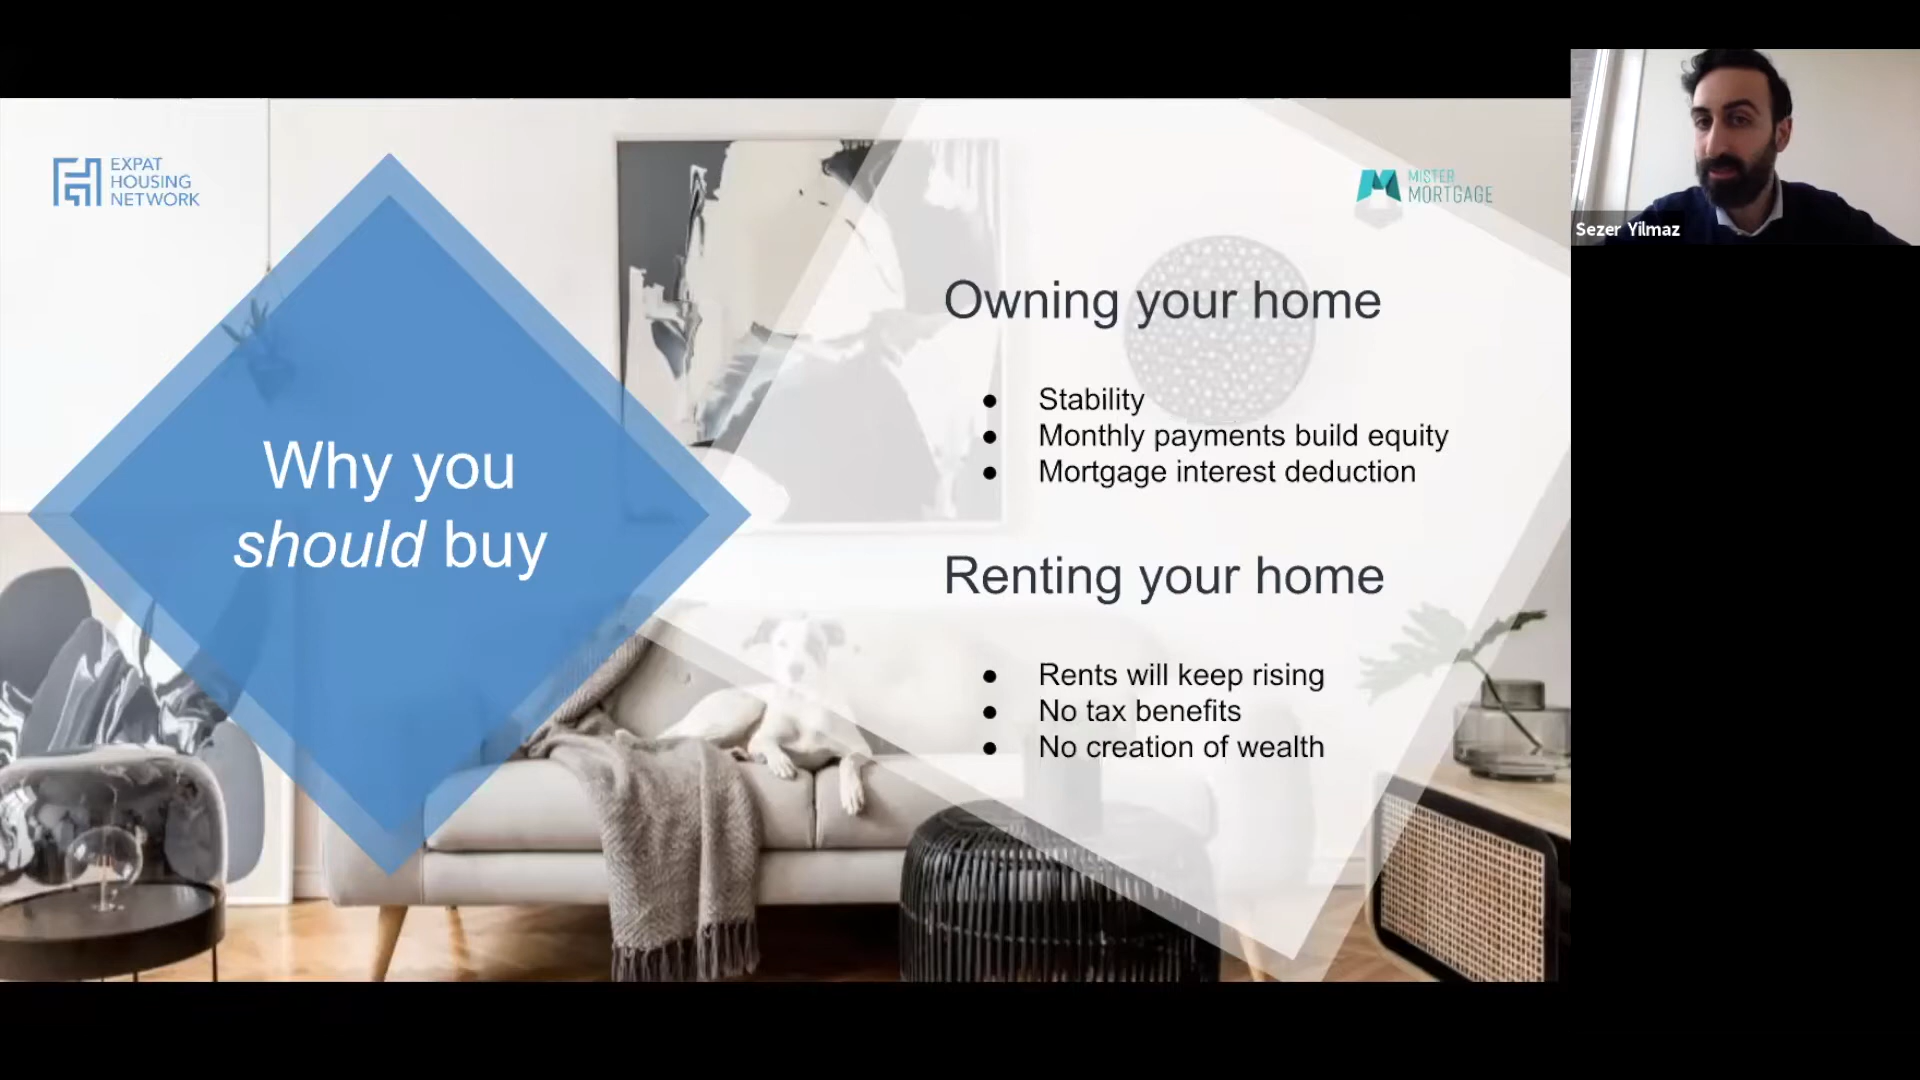 EXPAT
HOUSING
NETWORK
MISTER
MORTGAGE
Sezer Yilmaz
Why you
should buy
Owning your home
● Stability
● Monthly payments build equity
● Mortgage interest deduction
Renting your home
● Rents will keep rising
● No tax benefits
● No creation of wealth